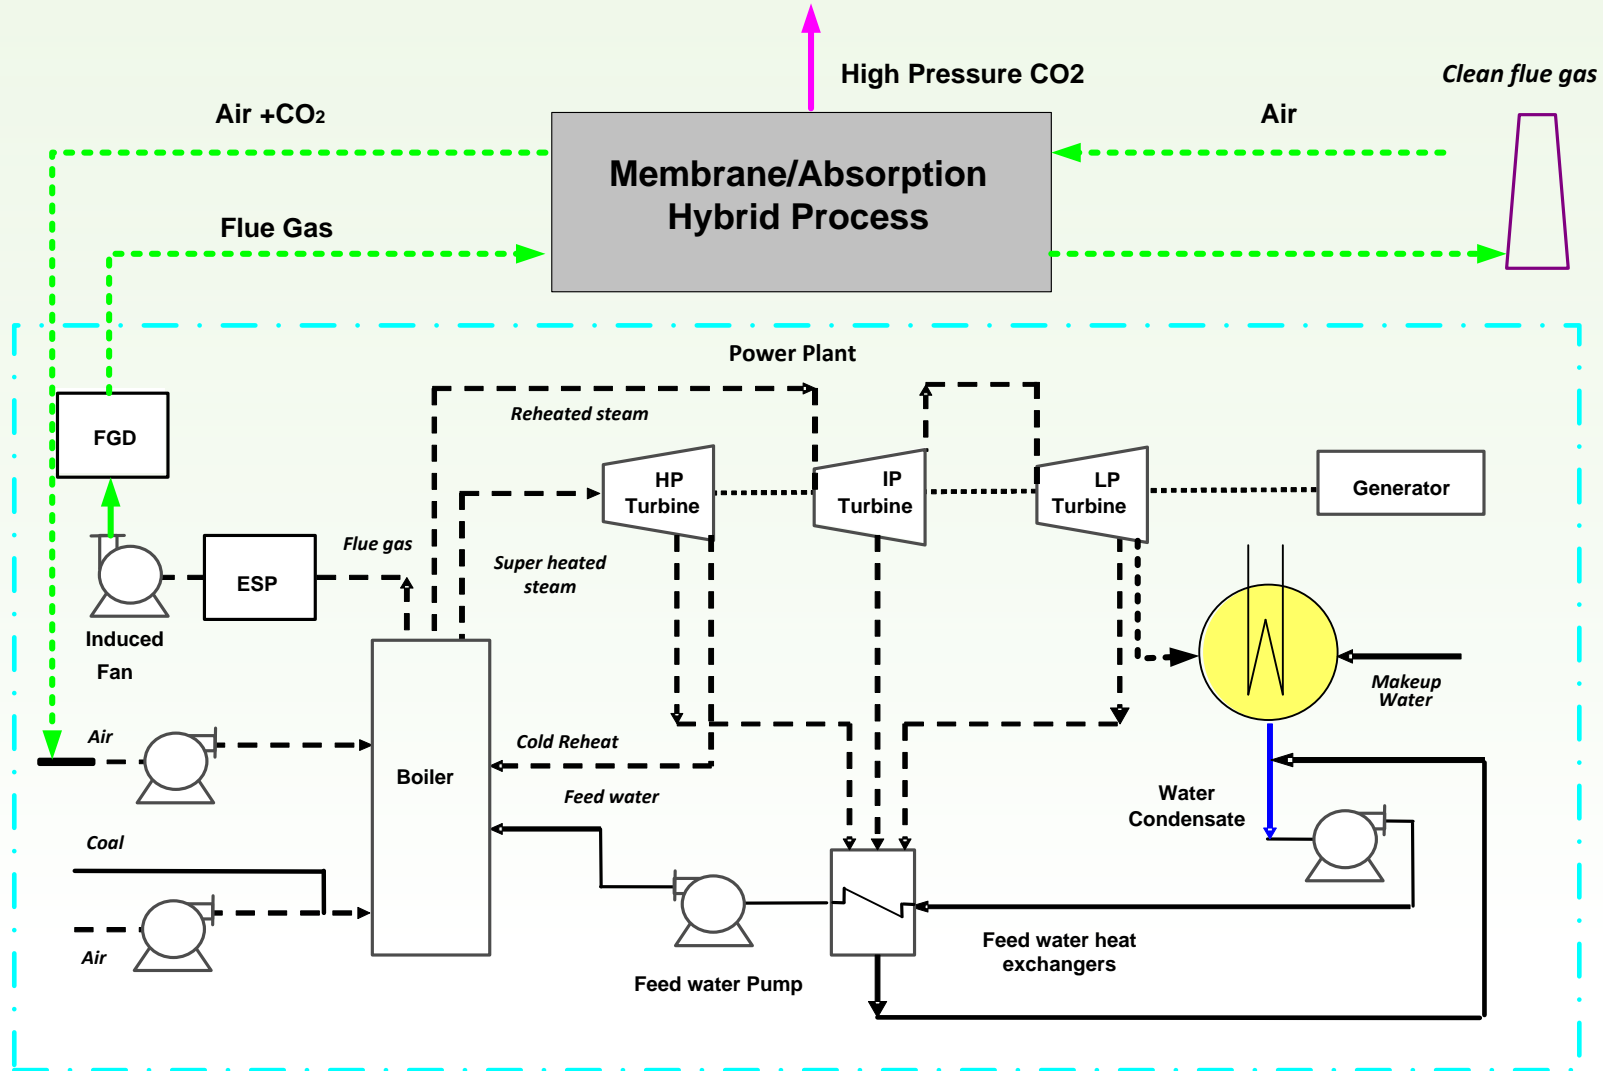 High Pressure CO2
Clean flue gas
Air +CO₂
Air
Membrane/Absorption
Hybrid Process
Flue Gas
Power Plant
Reheated steam
FGD
HP
Turbine
IP
Turbine
LP
Turbine
Generator
Flue gas
Super heated
steam
ESP
Induced
Fan
Makeup
Water
Air
Cold Reheat
Boiler
Feed water
Water
Condensate
Coal
Air
Feed water heat
exchangers
Feed water Pump